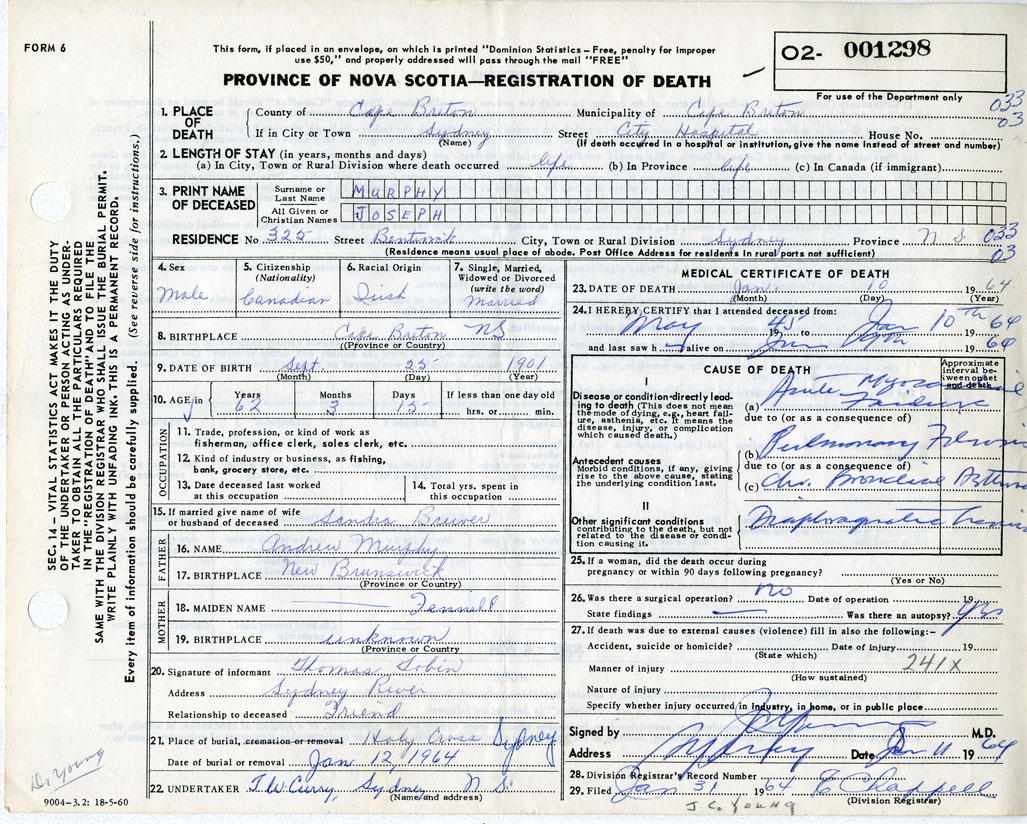 FORM 6
This form, if placed in an envelope, on which is printed "Dominion Statistics – Free, penalty for improper
use $50," and properly addressed will pass through the mail "FREE"
PROVINCE OF NOVA SCOTIA—REGISTRATION OF DEATH
02- 001298
For use of the Department only
033
03
1. PLACE OF DEATH
County of Cape Breton Municipality of Cape Breton
If in City or Town Sydney Street City Hospital House No.
(Name) (If death occurred in a hospital or institution, give the name instead of street and number)
2. LENGTH OF STAY (in years, months and days)
(a) In City, Town or Rural Division where death occurred life (b) In Province life (c) In Canada (if immigrant)
3. PRINT NAME OF DECEASED
Surname or Last Name MURPHY
All Given or Christian Names JOSEPH
RESIDENCE No 325 Street Bentinck City, Town or Rural Division Sydney Province N S
033
03
(Residence means usual place of abode. Post Office Address for residents in rural parts not sufficient)
4. Sex
Male
5. Citizenship
(Nationality)
Canadian
6. Racial Origin
Irish
7. Single, Married, Widowed or Divorced
(write the word)
Married
8. BIRTHPLACE Cape Breton NS
((Province or Country)
9. DATE OF BIRTH Sept. 25 1901
(Month) (Day) (Year)
10. AGE in
Years Months Days If less than one day old
62 3 15 hrs. or min.
OCCUPATION
11. Trade, profession, or kind of work as
fisherman, office clerk, sales clerk, etc.
12. Kind of industry or business, as fishing,
bank, grocery store, etc.
13. Date deceased last worked
at this occupation
14. Total yrs. spent in
this occupation
15. If married give name of wife
or husband of deceased Sandra
FATHER
16. NAME Andrew Murphy
17. BIRTHPLACE New Brunswick
(Province or Country)
MOTHER
18. MAIDEN NAME
19. BIRTHPLACE unknown
(Province or Country
20. Signature of informant Thomas Tobin
Address Sydney River
Relationship to deceased Friend
21. Place of burial, cremation or removal Holy Cross Sydney
Date of burial or removal Jan. 12, 1964
22. UNDERTAKER T. W. Curry, Sydney N. S.
(Name and address)
MEDICAL CERTIFICATE OF DEATH
23. DATE OF DEATH Jan. 10 1964
(Month) (Day) (Year)
24. I HEREBY CERTIFY that I attended deceased from:
May 19 Jan 10th 64
and last saw h alive on 1964
CAUSE OF DEATH
Approximate interval between onset and death
I
Disease or condition directly leading to death (This does not mean the mode of dying, e.g., heart failure, asthenia, etc. It means the disease, injury, or complication which caused death.)
(a) Acute Failure
due to (or as a consequence of)
Antecedent causes
Morbid conditions, if any, giving rise to the above cause, stating the underlying condition last.
(b) Pulmonary
due to (or as a consequence of)
(c) Chr. Bronchial Asthma
II
Other significant conditions
contributing to the death, but not related to the disease or condition causing it.
Diaphragmatic
25. If a woman, did the death occur during
pregnancy or within 90 days following pregnancy?
(Yes or No)
26. Was there a surgical operation? no Date of operation 19
State findings — Was there an autopsy? yes
27. If death was due to external causes (violence) fill in also the following:–
Accident, suicide or homicide? Date of injury 19
(State which)
241X
Manner of injury
(How sustained)
Nature of injury
Specify whether injury occurred in industry, in home, or in public place
Signed by M.D.
Address Sydney Date Jan 11 1964
28. Division Registrar's Record Number
29. Filed Jan 31 1964 E Chappell
(Division Registrar)
J. C. YOUNG
SEC. 14 – VITAL STATISTICS ACT MAKES IT THE DUTY
OF THE UNDERTAKER OR PERSON ACTING AS UNDER-
TAKER TO OBTAIN ALL THE PARTICULARS REQUIRED
IN THE "REGISTRATION OF DEATH" AND TO FILE THE
SAME WITH THE DIVISION REGISTRAR WHO SHALL ISSUE THE BURIAL PERMIT.
WRITE PLAINLY WITH UNFADING INK. THIS IS A PERMANENT RECORD.
Every item of information should be carefully supplied. (See reverse side for instructions.)
Dr Young
9004–3.2: 18-5-60